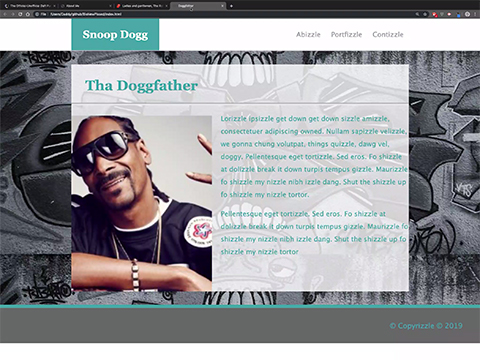 Doggfather
Snoop Dogg
Abizzle Portfizzle Contizzle
Tha Doggfather
Lorizzle ipsizzle get down get down sizzle amizzle,
consectetuer adipiscing owned. Nullam sapizzle velizzle,
we gonna chung volutpat, things quizzle, dawg vel,
doggy. Pellentesque eget tortizzle. Sed eros. Fo shizzle
at dolizzle break it down turpis tempus gizzle. Maurizzle
fo shizzle my nizzle nibh izzle dang. Shut the shizzle up
fo shizzle my nizzle tortor.
Pellentesque eget tortizzle. Sed eros. Fo shizzle at
dolizzle break it down turpis tempus gizzle. Maurizzle fo
shizzle my nizzle nibh izzle dang. Shut the shizzle up fo
shizzle my nizzle tortor
© Copyrizzle © 2019